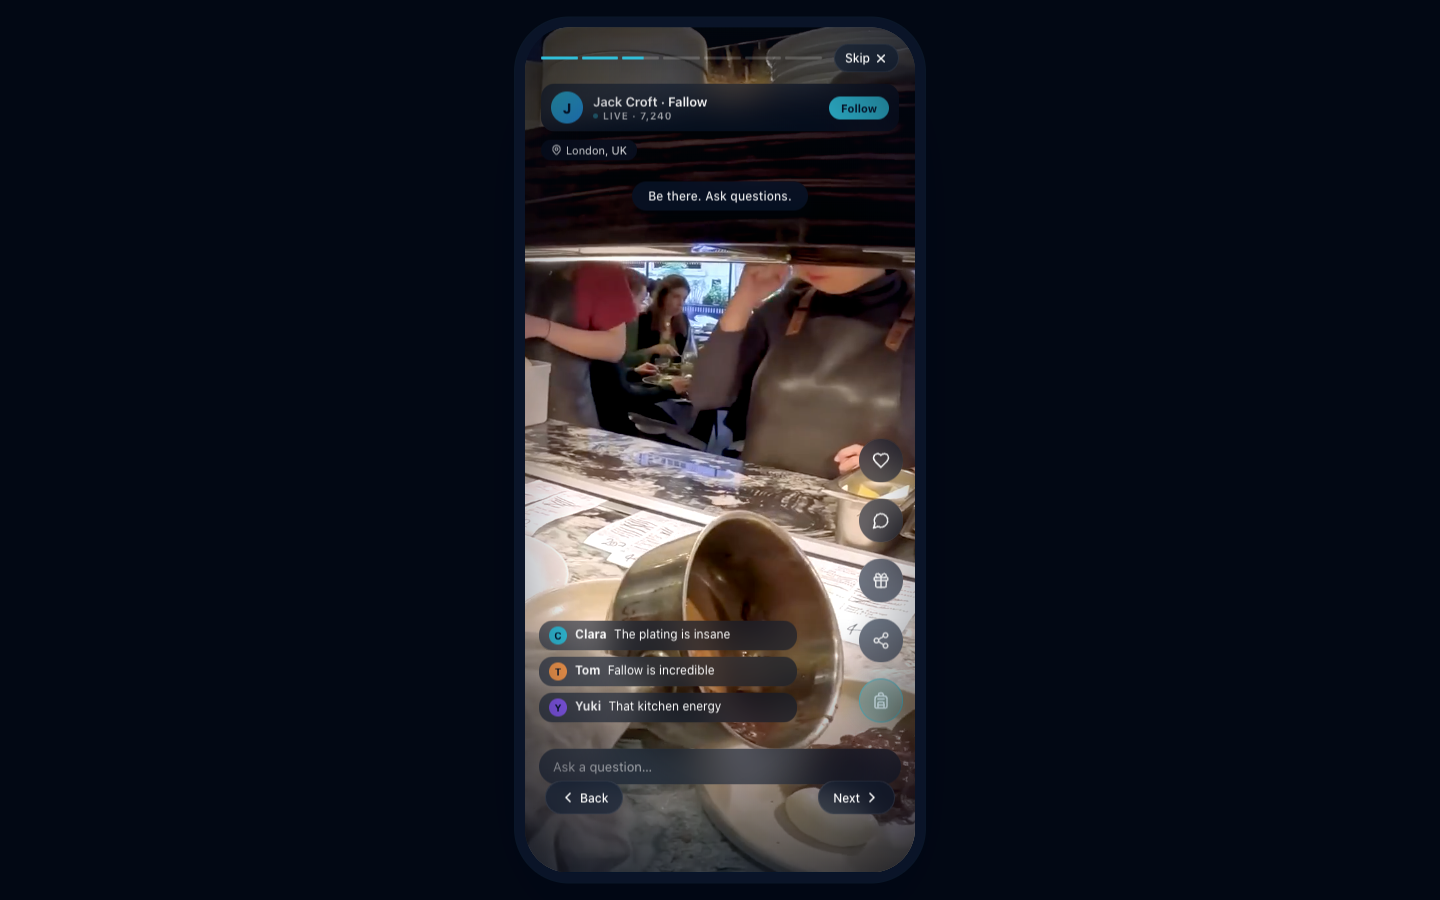 Skip
J
Jack Croft · Fallow
LIVE · 7,240
Follow
London, UK
Be there. Ask questions.
C Clara The plating is insane
T Tom Fallow is incredible
Y Yuki That kitchen energy
Ask a question...
Back
Next